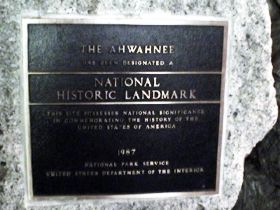 THE AHWAHNEE
HAS BEEN DESIGNATED A
NATIONAL
HISTORIC LANDMARK
THIS SITE POSSESSES NATIONAL SIGNIFICANCE
IN COMMEMORATING THE HISTORY OF THE
UNITED STATES OF AMERICA
1987
NATIONAL PARK SERVICE
UNITED STATES DEPARTMENT OF THE INTERIOR